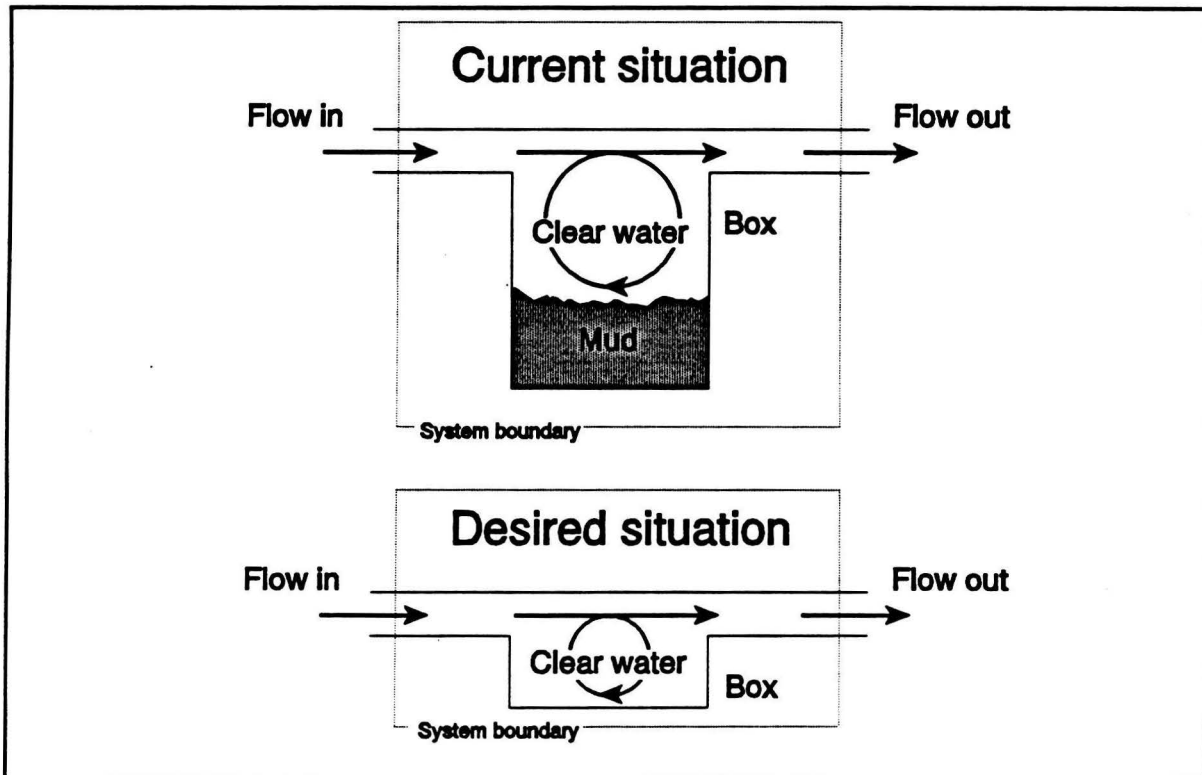 Current situation
Flow in
Flow out
Clear water
Box
Mud
System boundary
Desired situation
Flow in
Flow out
Clear water
Box
System boundary